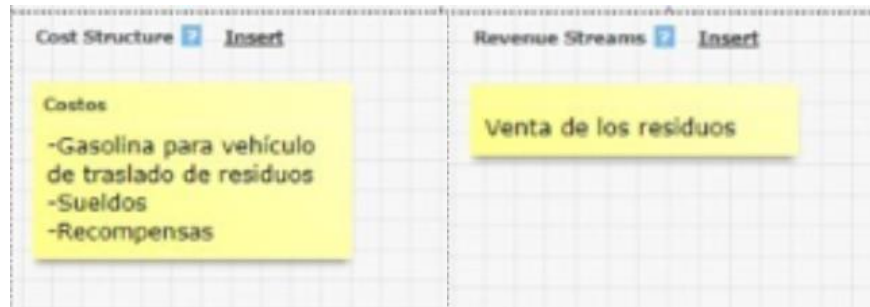 Cost Structure ? Insert
Costos
-Gasolina para vehículo
de traslado de residuos
-Sueldos
-Recompensas
Revenue Streams ? Insert
Venta de los residuos